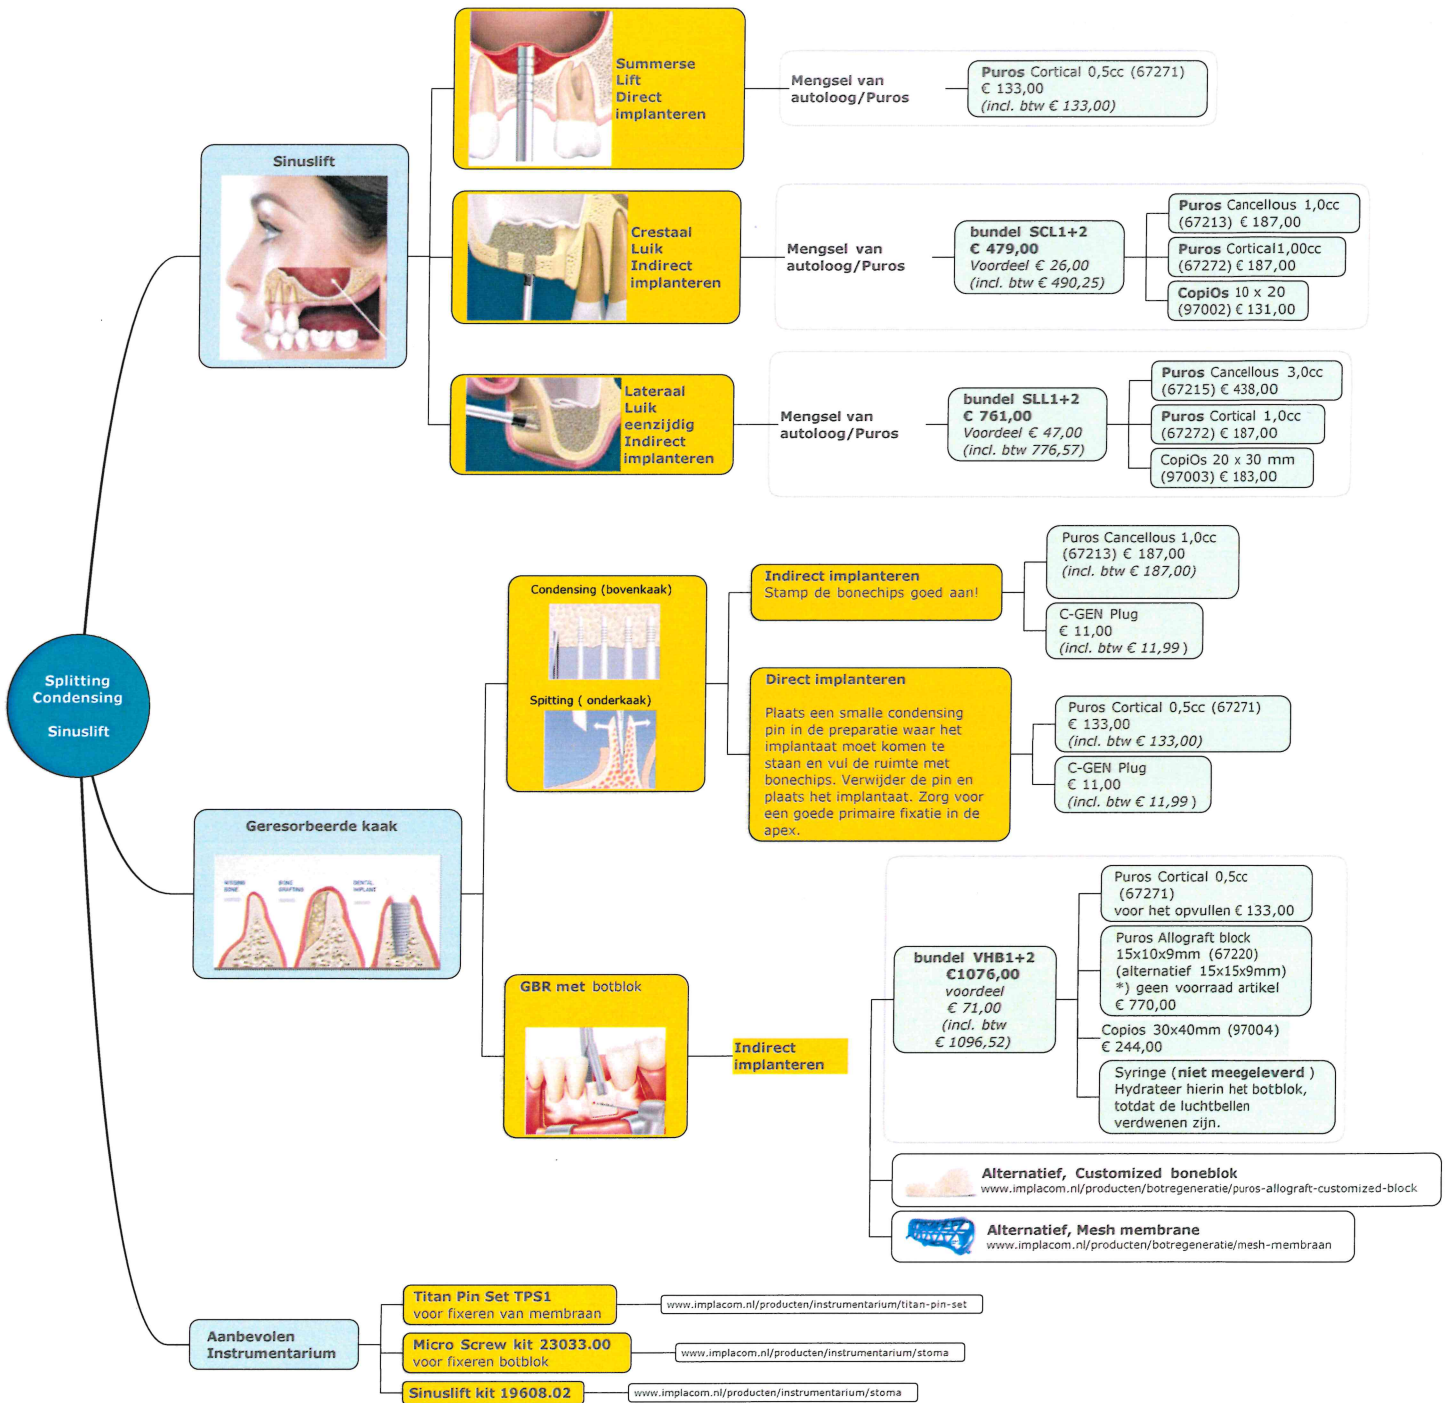 Splitting
Condensing
Sinuslift
Sinuslift
Summerse
Lift
Direct
implanteren
Mengsel van
autoloog/Puros
Puros Cortical 0,5cc (67271)
€ 133,00
(incl. btw € 133,00)
Crestaal
Luik
Indirect
implanteren
Mengsel van
autoloog/Puros
bundel SCL1+2
€ 479,00
Voordeel € 26,00
(incl. btw € 490,25)
Puros Cancellous 1,0cc
(67213) € 187,00
Puros Cortical 1,00cc
(67272) € 187,00
CopiOs 10 x 20
(97002) € 131,00
Lateraal
Luik
eenzijdig
Indirect
implanteren
Mengsel van
autoloog/Puros
bundel SLL1+2
€ 761,00
Voordeel € 47,00
(incl. btw 776,57)
Puros Cancellous 3,0cc
(67215) € 438,00
Puros Cortical 1,0cc
(67272) € 187,00
CopiOs 20 x 30 mm
(97003) € 183,00
Geresorbeerde kaak
MISSING
BONE
BONE
GRAFTING
DENTAL
IMPLANT
Condensing (bovenkaak)
Spitting ( onderkaak)
Indirect implanteren
Stamp de bonechips goed aan!
Puros Cancellous 1,0cc
(67213) € 187,00
(incl. btw € 187,00)
C-GEN Plug
€ 11,00
(incl. btw € 11,99 )
Direct implanteren
Plaats een smalle condensing
pin in de preparatie waar het
implantaat moet komen te
staan en vul de ruimte met
bonechips. Verwijder de pin en
plaats het implantaat. Zorg voor
een goede primaire fixatie in de
apex.
Puros Cortical 0,5cc (67271)
€ 133,00
(incl. btw € 133,00)
C-GEN Plug
€ 11,00
(incl. btw € 11,99 )
GBR met botblok
Indirect
implanteren
bundel VHB1+2
€1076,00
voordeel
€ 71,00
(incl. btw
€ 1096,52)
Puros Cortical 0,5cc
(67271)
voor het opvullen € 133,00
Puros Allograft block
15x10x9mm (67220)
(alternatief 15x15x9mm)
*) geen voorraad artikel
€ 770,00
Copios 30x40mm (97004)
€ 244,00
Syringe (niet meegeleverd )
Hydrateer hierin het botblok,
totdat de luchtbellen
verdwenen zijn.
Alternatief, Customized boneblok
www.implacom.nl/producten/botregeneratie/puros-allograft-customized-block
Alternatief, Mesh membrane
www.implacom.nl/producten/botregeneratie/mesh-membraan
Aanbevolen
Instrumentarium
Titan Pin Set TPS1
voor fixeren van membraan
www.implacom.nl/producten/instrumentarium/titan-pin-set
Micro Screw kit 23033.00
voor fixeren botblok
www.implacom.nl/producten/instrumentarium/stoma
Sinuslift kit 19608.02
www.implacom.nl/producten/instrumentarium/stoma